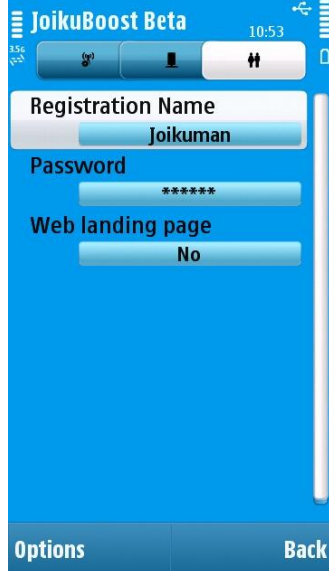 JoikuBoost Beta
10:53
3.5G
Registration Name
Joikuman
Password
******
Web landing page
No
Options
Back